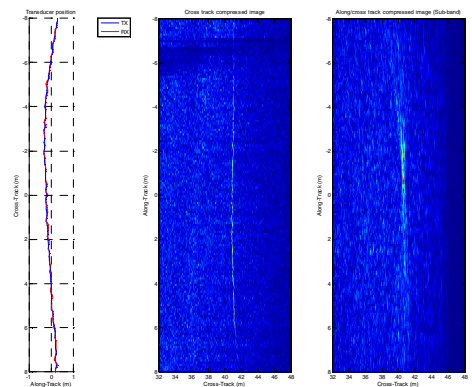 Transducer position
TX
RX
-8
-6
-4
-2
0
2
4
6
8
Cross-Track (m)
-1 0 1
Along-Track (m)
Cross track compressed image
-8
-6
-4
-2
0
2
4
6
8
Along-Track (m)
32 34 36 38 40 42 44 46 48
Cross-Track (m)
Along/cross track compressed image (Sub-band)
-8
-6
-4
-2
0
2
4
6
8
Along-Track (m)
32 34 36 38 40 42 44 46 48
Cross-Track (m)